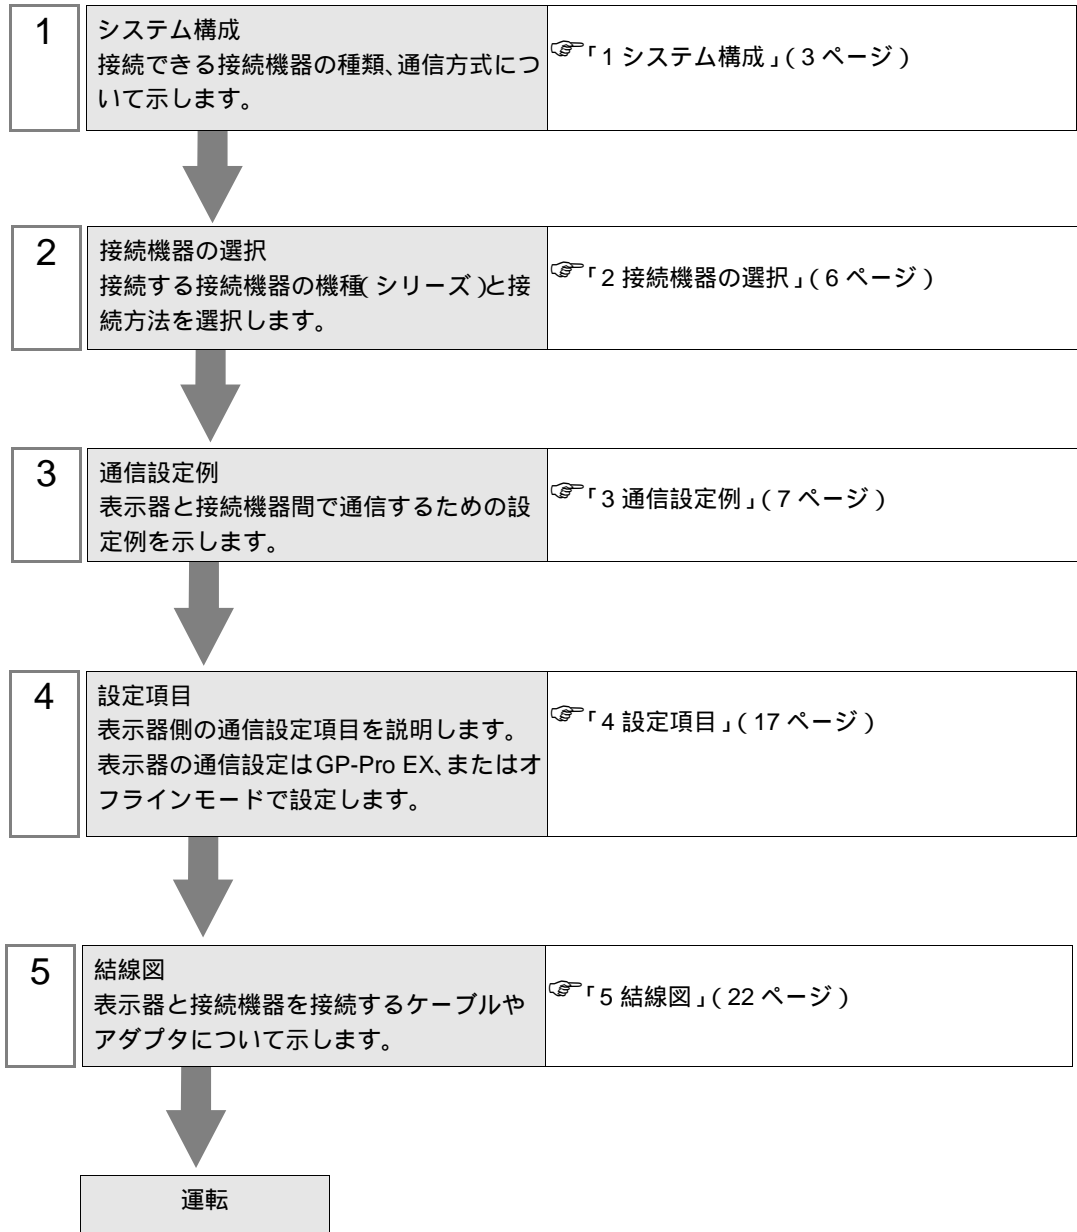 1
システム構成
接続できる接続機器の種類、通信方式につ
いて示します。
☞「1 システム構成」(3 ページ)
2
接続機器の選択
接続する接続機器の機種(シリーズ)と接
続方法を選択します。
☞「2 接続機器の選択」(6 ページ)
3
通信設定例
表示器と接続機器間で通信するための設
定例を示します。
☞「3 通信設定例」(7 ページ)
4
設定項目
表示器側の通信設定項目を説明します。
表示器の通信設定はGP-Pro EX、またはオ
フラインモードで設定します。
☞「4 設定項目」(17 ページ)
5
結線図
表示器と接続機器を接続するケーブルや
アダプタについて示します。
☞「5 結線図」(22 ページ)
運転